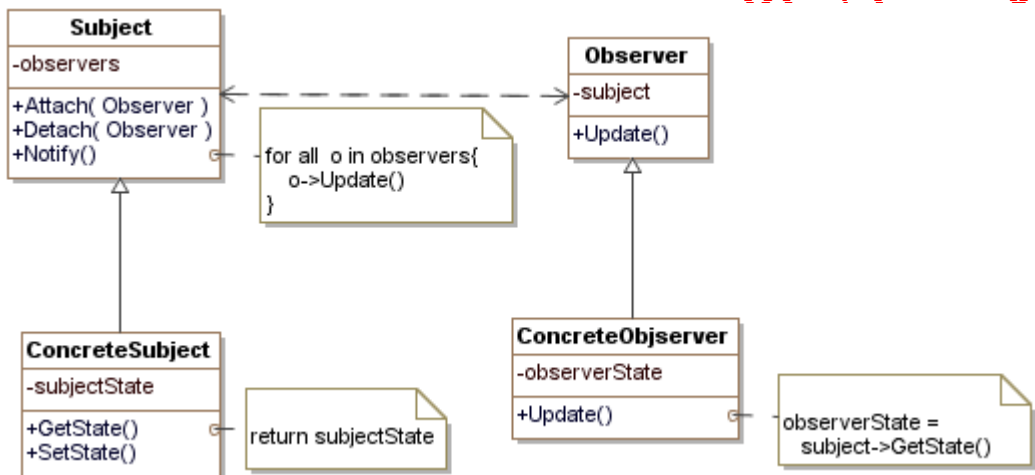 Subject
-observers
+Attach( Observer )
+Detach( Observer )
+Notify()
for all o in observers{
o->Update()
}
Observer
-subject
+Update()
ConcreteSubject
-subjectState
+GetState()
+SetState()
return subjectState
ConcreteObjserver
-observerState
+Update()
observerState =
subject->GetState()